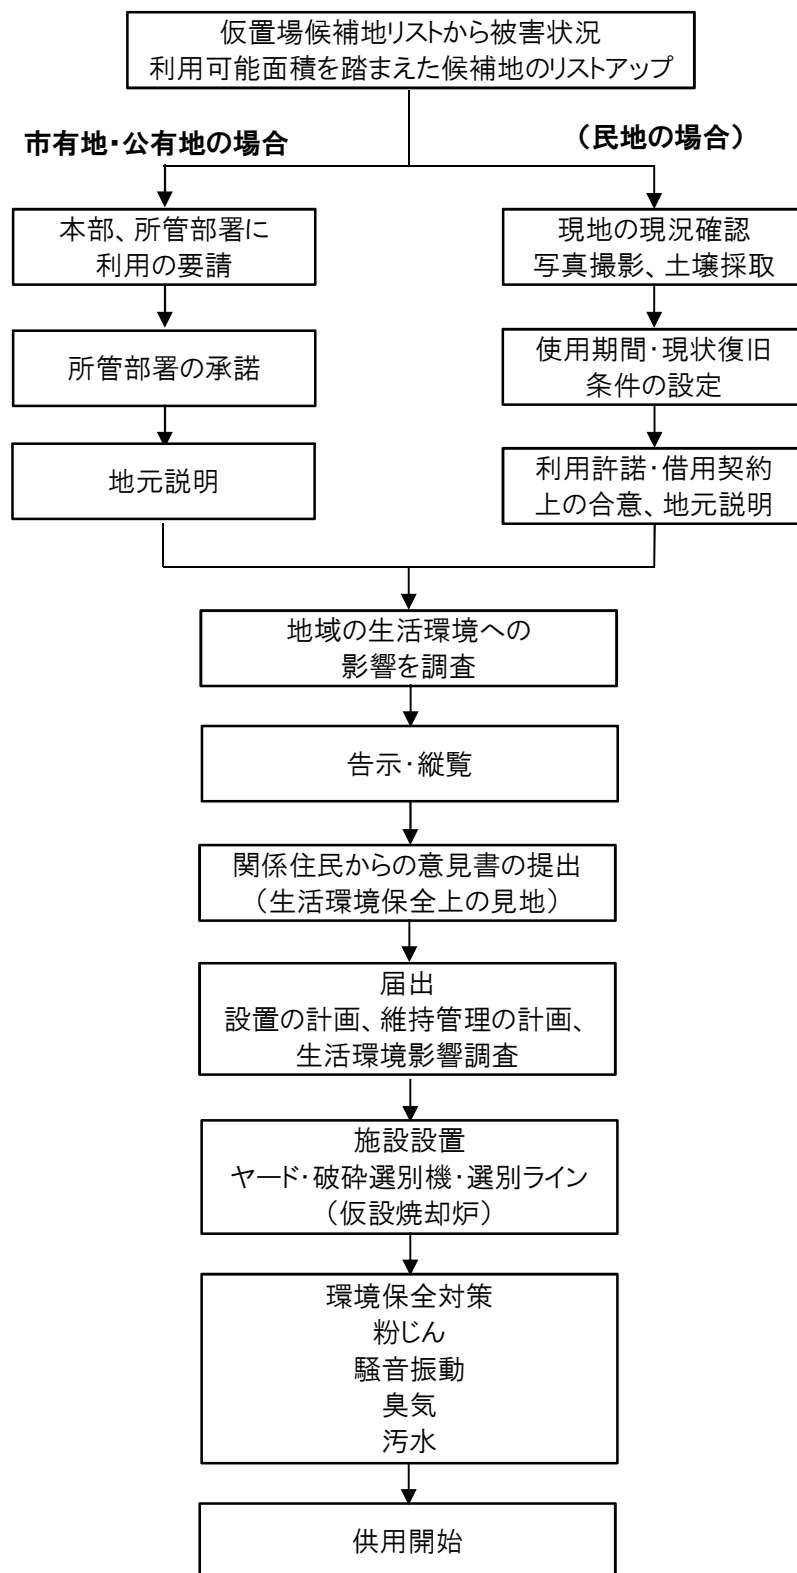 仮置場候補地リストから被害状況
利用可能面積を踏まえた候補地のリストアップ
市有地・公有地の場合
（民地の場合）
本部、所管部署に
利用の要請
所管部署の承諾
地元説明
現地の現況確認
写真撮影、土壌採取
使用期間・現状復旧
条件の設定
利用許諾・借用契約
上の合意、地元説明
地域の生活環境への
影響を調査
告示・縦覧
関係住民からの意見書の提出
（生活環境保全上の見地）
届出
設置の計画、維持管理の計画、
生活環境影響調査
施設設置
ヤード・破砕選別機・選別ライン
（仮設焼却炉）
環境保全対策
粉じん
騒音振動
臭気
汚水
供用開始